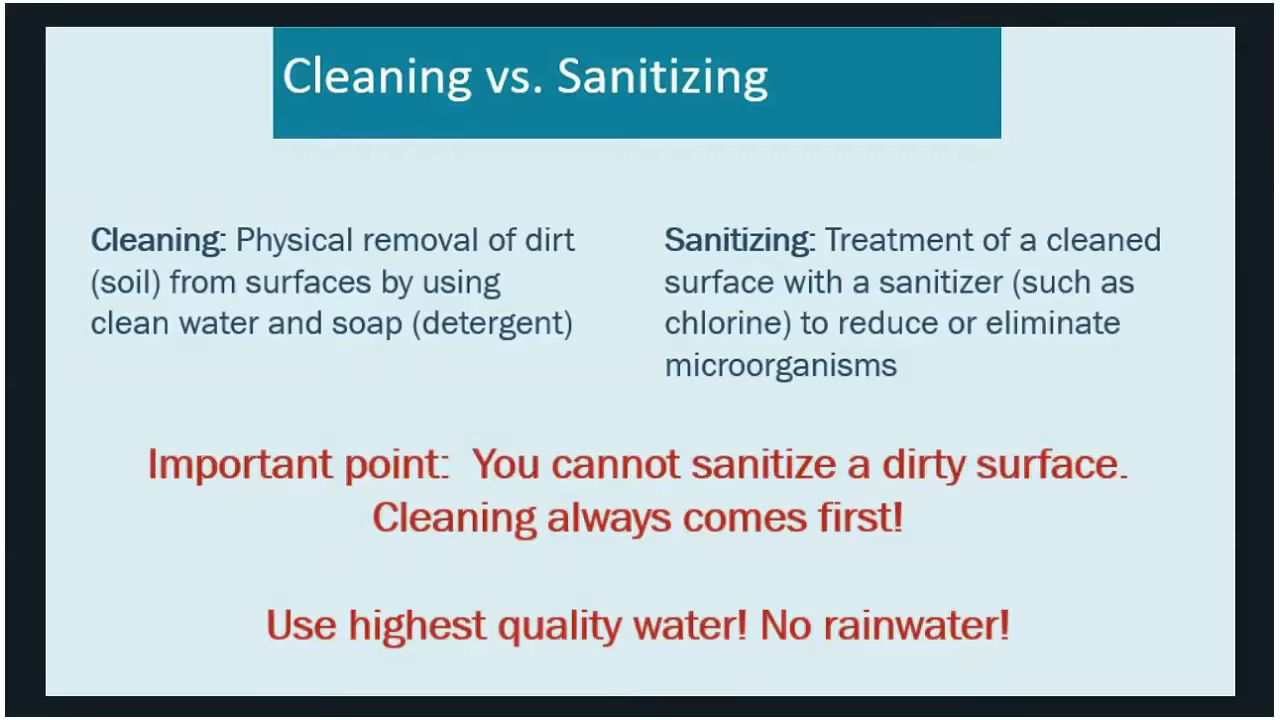 Cleaning vs. Sanitizing
Cleaning: Physical removal of dirt
(soil) from surfaces by using
clean water and soap (detergent)
Sanitizing: Treatment of a cleaned
surface with a sanitizer (such as
chlorine) to reduce or eliminate
microorganisms
Important point:  You cannot sanitize a dirty surface.
Cleaning always comes first!
Use highest quality water! No rainwater!